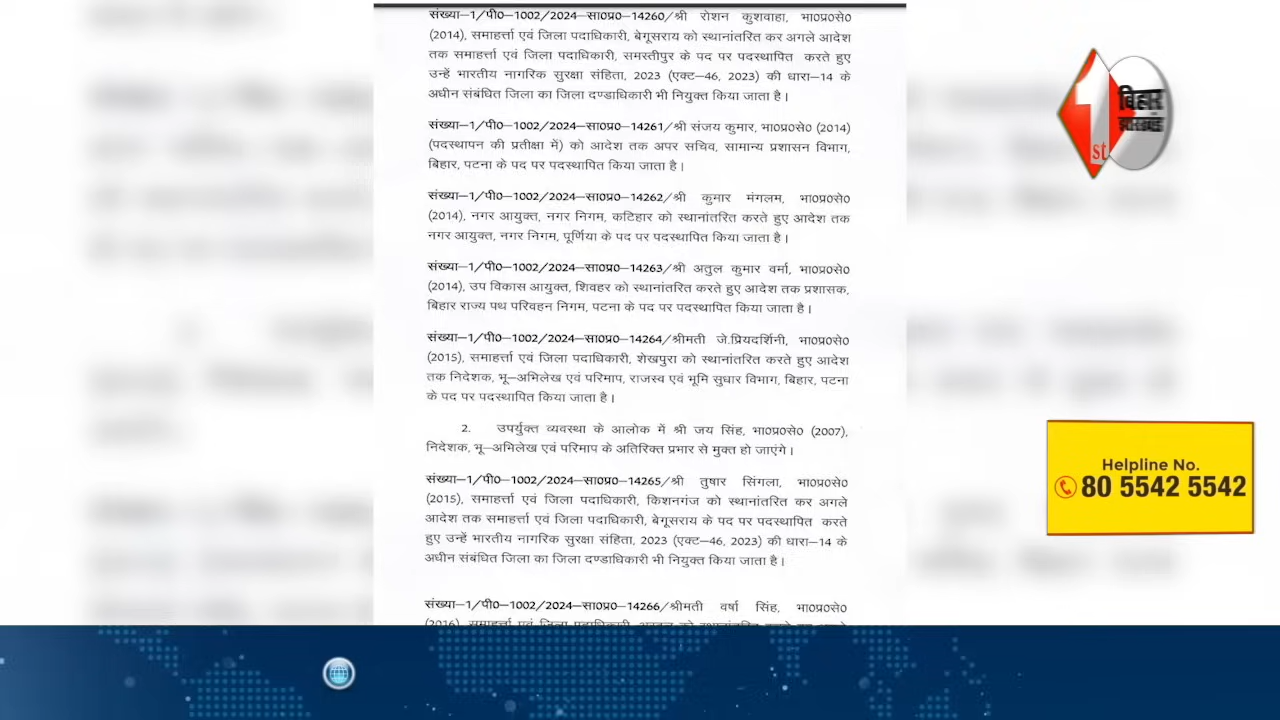 संख्या–1/पी0–1002/2024–सा0प्र0–14260/श्री रोशन कुशवाहा, भा0प्र0से0
(2014), समाहर्त्ता एवं जिला पदाधिकारी, बेगूसराय को स्थानांतरित कर अगले आदेश
तक समाहर्त्ता एवं जिला पदाधिकारी, समस्तीपुर के पद पर पदस्थापित करते हुए
उन्हें भारतीय नागरिक सुरक्षा संहिता, 2023 (एक्ट–46, 2023) की धारा–14 के
अधीन संबंधित जिला का जिला दण्डाधिकारी भी नियुक्त किया जाता है।
संख्या–1/पी0–1002/2024–सा0प्र0–14261/श्री संजय कुमार, भा0प्र0से0 (2014)
(पदस्थापन की प्रतीक्षा में) को आदेश तक अपर सचिव, सामान्य प्रशासन विभाग,
बिहार, पटना के पद पर पदस्थापित किया जाता है।
संख्या–1/पी0–1002/2024–सा0प्र0–14262/श्री कुमार मंगलम, भा0प्र0से0
(2014), नगर आयुक्त, नगर निगम, कटिहार को स्थानांतरित करते हुए आदेश तक
नगर आयुक्त, नगर निगम, पूर्णिया के पद पर पदस्थापित किया जाता है।
संख्या–1/पी0–1002/2024–सा0प्र0–14263/श्री अतुल कुमार वर्मा, भा0प्र0से0
(2014), उप विकास आयुक्त, शिवहर को स्थानांतरित करते हुए आदेश तक प्रशासक,
बिहार राज्य पथ परिवहन निगम, पटना के पद पर पदस्थापित किया जाता है।
संख्या–1/पी0–1002/2024–सा0प्र0–14264/श्रीमती जे.प्रियदर्शिनी, भा0प्र0से0
(2015), समाहर्त्ता एवं जिला पदाधिकारी, शेखपुरा को स्थानांतरित करते हुए आदेश
तक निदेशक, भू–अभिलेख एवं परिमाप, राजस्व एवं भूमि सुधार विभाग, बिहार, पटना
के पद पर पदस्थापित किया जाता है।
2. उपर्युक्त व्यवस्था के आलोक में श्री जय सिंह, भा0प्र0से0 (2007),
निदेशक, भू–अभिलेख एवं परिमाप के अतिरिक्त प्रभार से मुक्त हो जाएंगे।
संख्या–1/पी0–1002/2024–सा0प्र0–14265/श्री तुषार सिंगला, भा0प्र0से0
(2015), समाहर्त्ता एवं जिला पदाधिकारी, किशनगंज को स्थानांतरित कर अगले
आदेश तक समाहर्त्ता एवं जिला पदाधिकारी, बेगूसराय के पद पर पदस्थापित करते
हुए उन्हें भारतीय नागरिक सुरक्षा संहिता, 2023 (एक्ट–46, 2023) की धारा–14 के
अधीन संबंधित जिला का जिला दण्डाधिकारी भी नियुक्त किया जाता है।
संख्या–1/पी0–1002/2024–सा0प्र0–14266/श्रीमती वर्षा सिंह, भा0प्र0से0
(2016), समाहर्त्ता एवं जिला पदाधिकारी,
1st
बिहार
झारखंड
Helpline No.
80 5542 5542